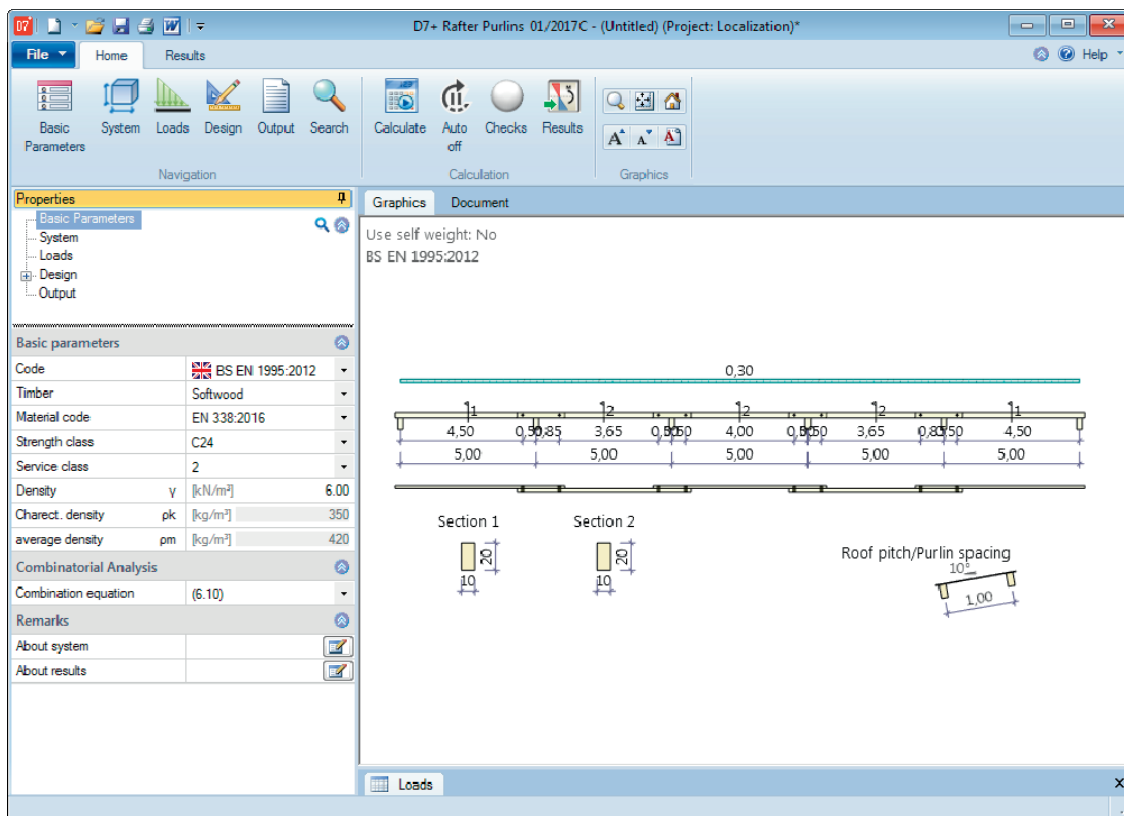 D7+ D7+ Rafter Purlins 01/2017C - (Untitled) (Project: Localization)*
File Home Results Help
Basic Parameters System Loads Design Output Search Calculate Auto off Checks Results
Navigation Calculation Graphics
Properties
Basic Parameters
System
Loads
Design
Output
Basic parameters
Code BS EN 1995:2012
Timber Softwood
Material code EN 338:2016
Strength class C24
Service class 2
Density γ [kN/m³] 6.00
Charect. density ρk [kg/m³] 350
average density ρm [kg/m³] 420
Combinatorial Analysis
Combination equation (6.10)
Remarks
About system
About results
Graphics Document
Use self weight: No
BS EN 1995:2012
0,30
1 2 2 2 1
4,50 0,85 3,65 4,00 3,65 4,50
5,00 5,00 5,00 5,00 5,00
Section 1 Section 2
20 20
10 10
Roof pitch/Purlin spacing
10°
1,00
Loads